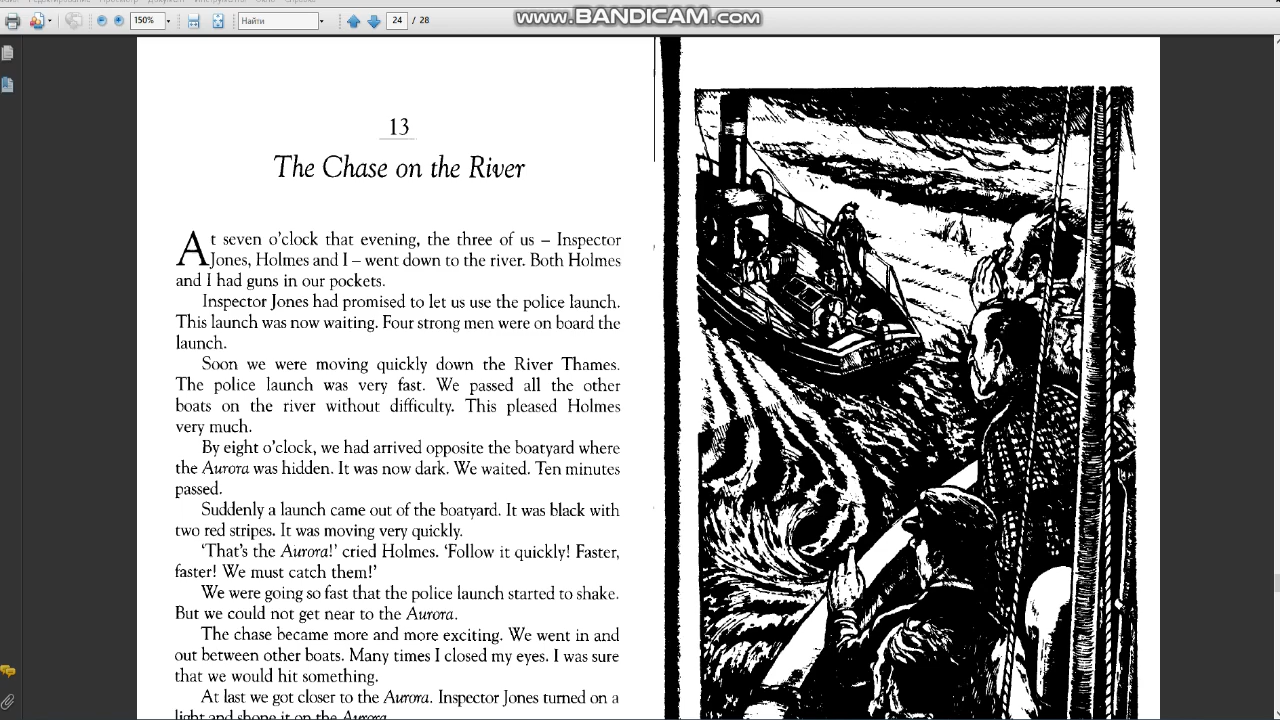 150%
Найти
24 / 28
www.BANDICAM.com
13
The Chase on the River
At seven o'clock that evening, the three of us – Inspector
Jones, Holmes and I – went down to the river. Both Holmes
and I had guns in our pockets.
Inspector Jones had promised to let us use the police launch.
This launch was now waiting. Four strong men were on board the
launch.
Soon we were moving quickly down the River Thames.
The police launch was very fast. We passed all the other
boats on the river without difficulty. This pleased Holmes
very much.
By eight o'clock, we had arrived opposite the boatyard where
the Aurora was hidden. It was now dark. We waited. Ten minutes
passed.
Suddenly a launch came out of the boatyard. It was black with
two red stripes. It was moving very quickly.
'That's the Aurora!' cried Holmes. 'Follow it quickly! Faster,
faster! We must catch them!'
We were going so fast that the police launch started to shake.
But we could not get near to the Aurora.
The chase became more and more exciting. We went in and
out between other boats. Many times I closed my eyes. I was sure
that we would hit something.
At last we got closer to the Aurora. Inspector Jones turned on a
light and shone it on the Aurora.